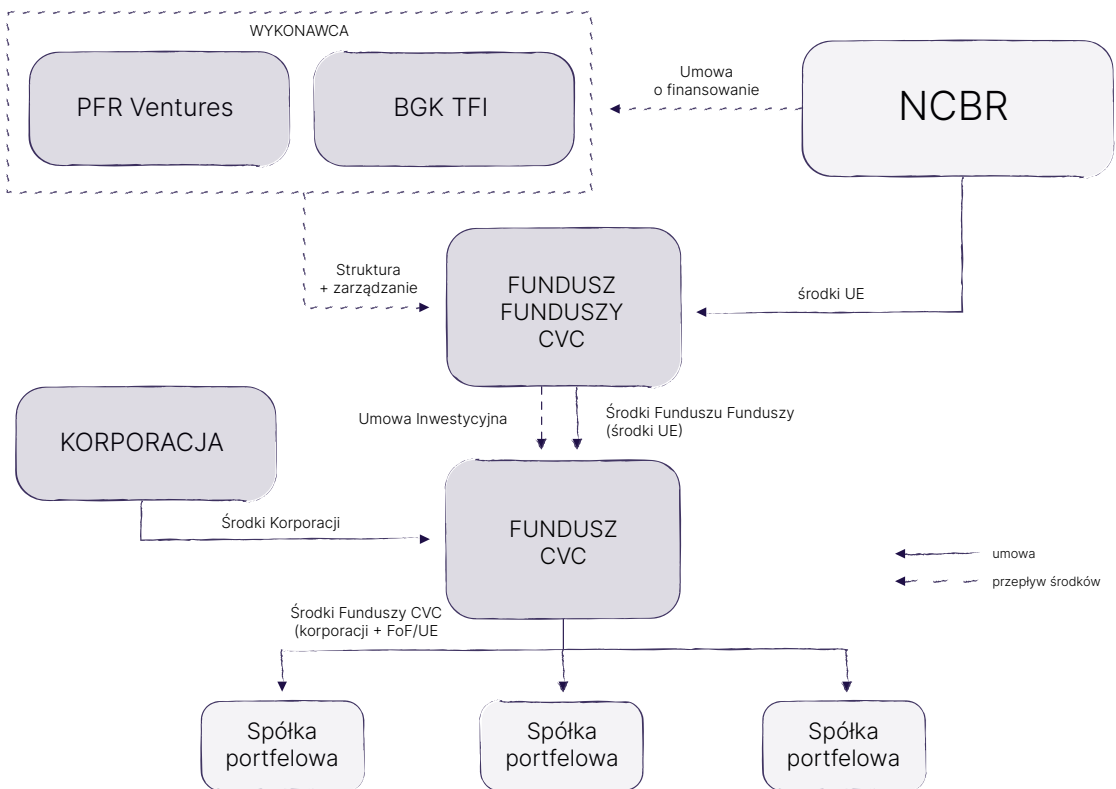 WYKONAWCA
PFR Ventures
BGK TFI
Umowa
o finansowanie
NCBR
Struktura
+ zarządzanie
FUNDUSZ
FUNDUSZY
CVC
środki UE
KORPORACJA
Umowa Inwestycyjna
Środki Funduszu Funduszy
(środki UE)
Środki Korporacji
FUNDUSZ
CVC
umowa
przepływ środków
Środki Funduszy CVC
(korporacji + FoF/UE
Spółka
portfelowa
Spółka
portfelowa
Spółka
portfelowa